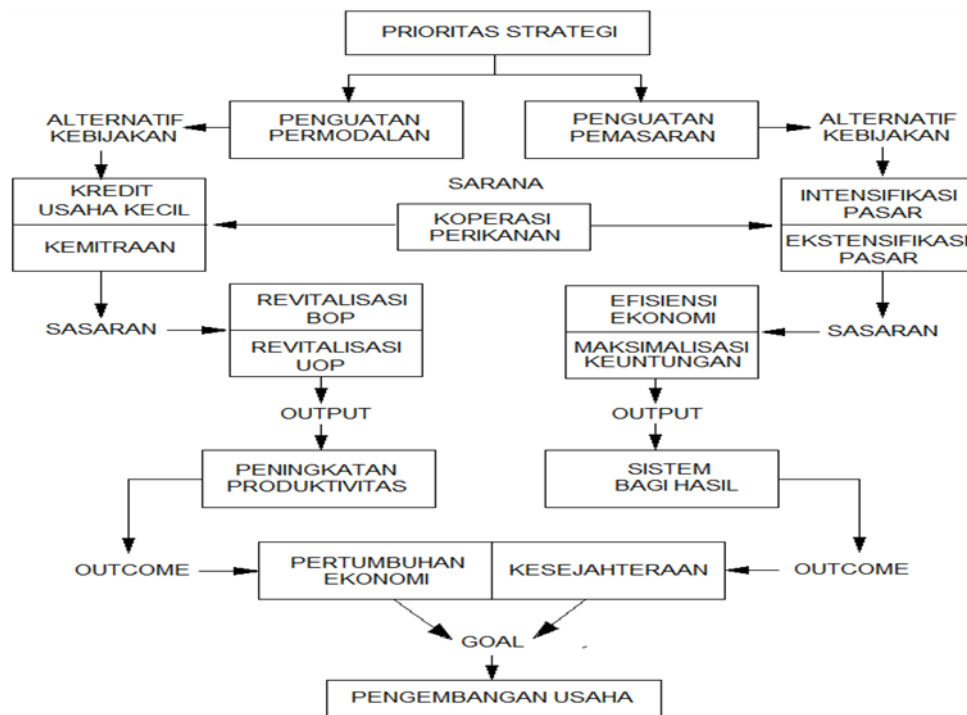 PRIORITAS STRATEGI
ALTERNATIF
KEBIJAKAN
PENGUATAN
PERMODALAN
PENGUATAN
PEMASARAN
ALTERNATIF
KEBIJAKAN
KREDIT
USAHA KECIL
KEMITRAAN
SARANA
KOPERASI
PERIKANAN
INTENSIFIKASI
PASAR
EKSTENSIFIKASI
PASAR
SASARAN
REVITALISASI
BOP
REVITALISASI
UOP
EFISIENSI
EKONOMI
MAKSIMALISASI
KEUNTUNGAN
SASARAN
OUTPUT
OUTPUT
PENINGKATAN
PRODUKTIVITAS
SISTEM
BAGI HASIL
OUTCOME
PERTUMBUHAN
EKONOMI
KESEJAHTERAAN
OUTCOME
GOAL
PENGEMBANGAN USAHA